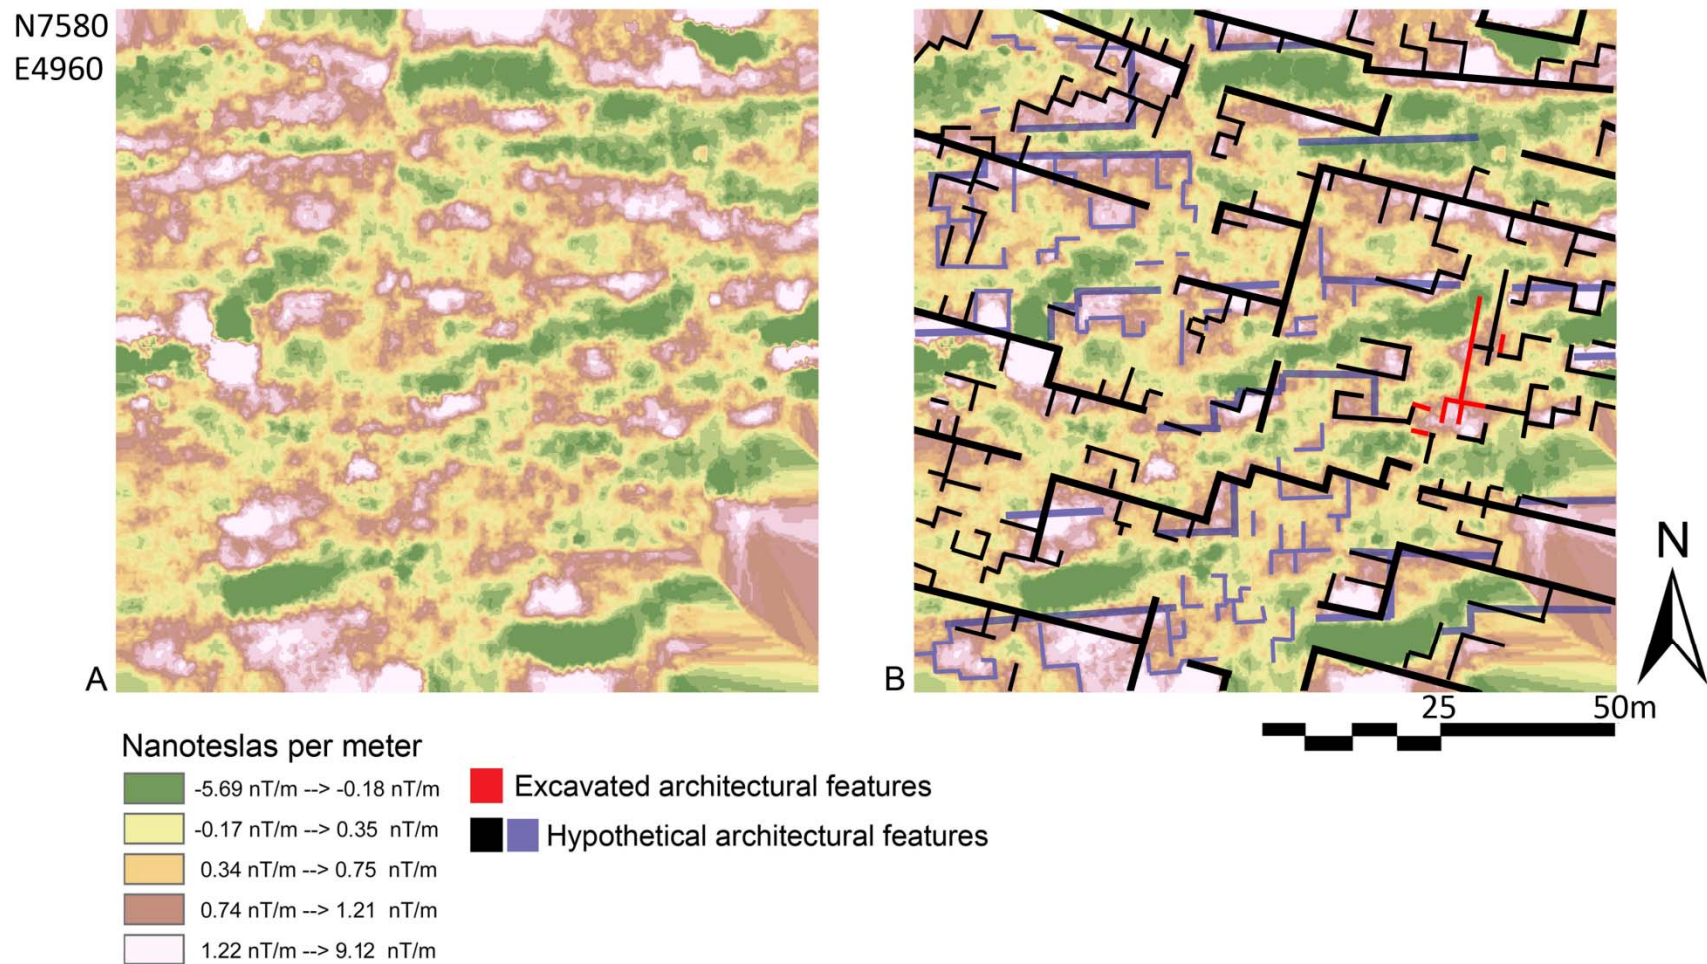 N7580
E4960
A
B
N
25 50m
Nanoteslas per meter
-5.69 nT/m --> -0.18 nT/m
-0.17 nT/m --> 0.35 nT/m
0.34 nT/m --> 0.75 nT/m
0.74 nT/m --> 1.21 nT/m
1.22 nT/m --> 9.12 nT/m
Excavated architectural features
Hypothetical architectural features